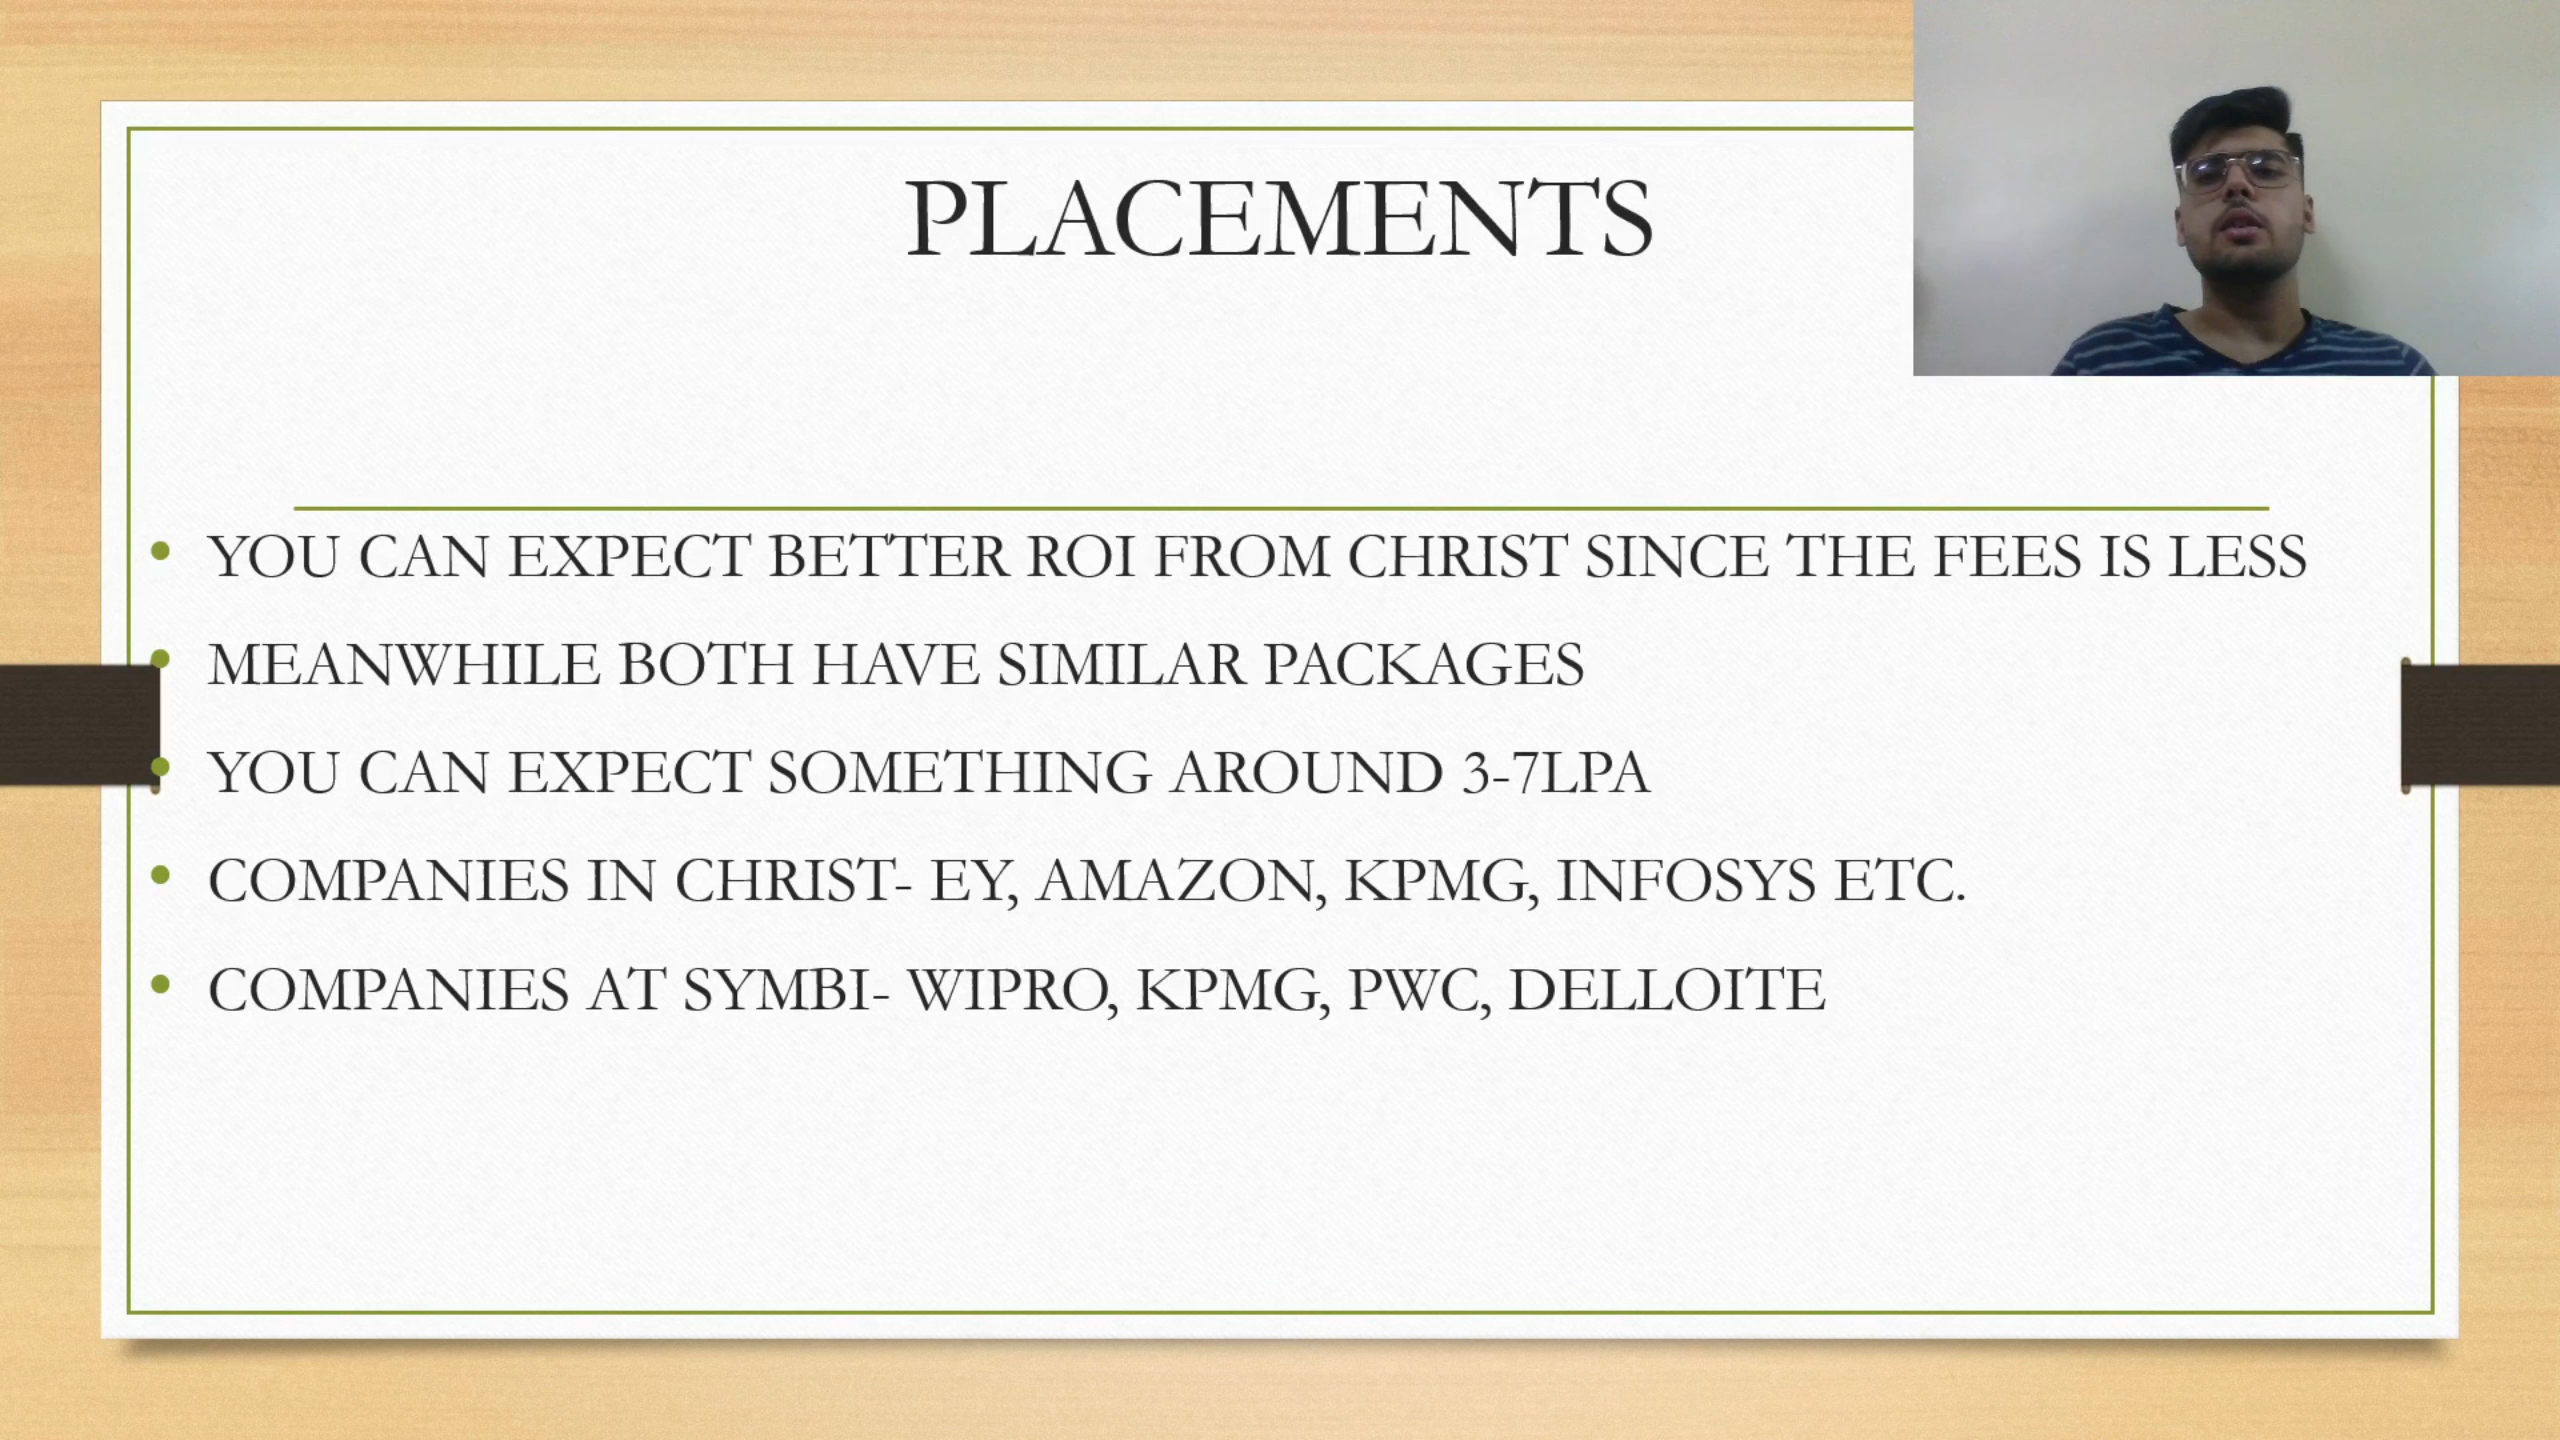 PLACEMENTS
• YOU CAN EXPECT BETTER ROI FROM CHRIST SINCE THE FEES IS LESS
• MEANWHILE BOTH HAVE SIMILAR PACKAGES
• YOU CAN EXPECT SOMETHING AROUND 3-7LPA
• COMPANIES IN CHRIST- EY, AMAZON, KPMG, INFOSYS ETC.
• COMPANIES AT SYMBI- WIPRO, KPMG, PWC, DELLOITE